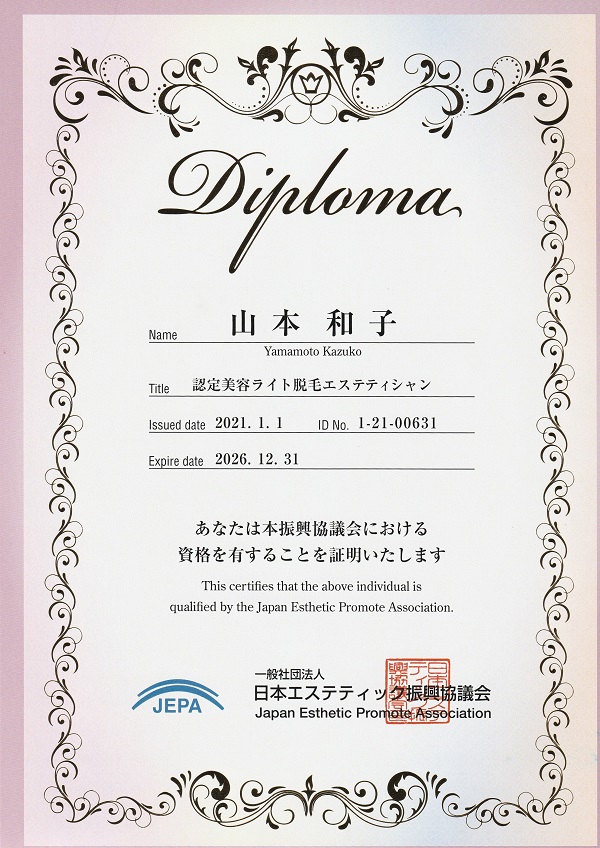 Diploma
Name 山本 和子
Yamamoto Kazuko
Title 認定美容ライト脱毛エステティシャン
Issued date 2021. 1. 1 ID No. 1-21-00631
Expire date 2026. 12. 31
あなたは本振興協議会における
資格を有することを証明いたします
This certifies that the above individual is
qualified by the Japan Esthetic Promote Association.
JEPA
一般社団法人
日本エステティック振興協議会
Japan Esthetic Promote Association